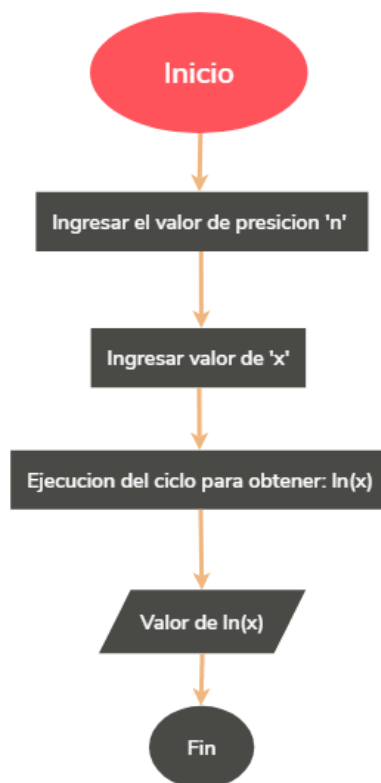 Inicio
Ingresar el valor de presicion 'n'
Ingresar valor de 'x'
Ejecucion del ciclo para obtener: ln(x)
Valor de ln(x)
Fin